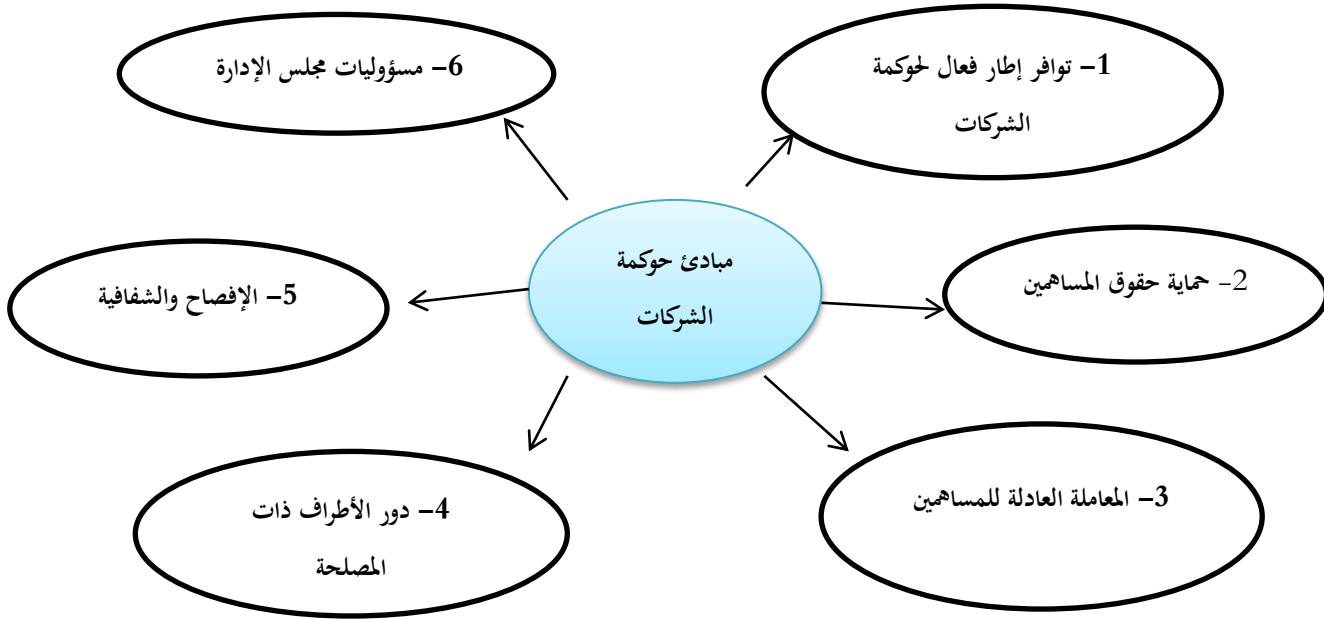 مبادئ حوكمة
الشركات
1- توافر إطار فعال لحوكمة
الشركات
2- حماية حقوق المساهمين
3- المعاملة العادلة للمساهمين
4- دور الأطراف ذات
المصلحة
5- الإفصاح والشفافية
6- مسؤوليات مجلس الإدارة